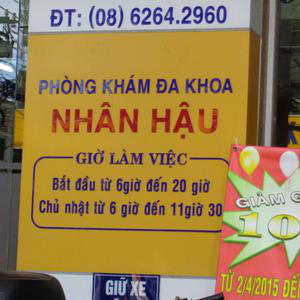 ĐT: (08) 6264.2960
PHÒNG KHÁM ĐA KHOA
NHÂN HẬU
GIỜ LÀM VIỆC
Bắt đầu từ 6giờ đến 20 giờ
Chủ nhật từ 6 giờ đến 11giờ 30
GIẢM G
10
TỪ 2/4/2015 ĐẾ
GIỮ XE